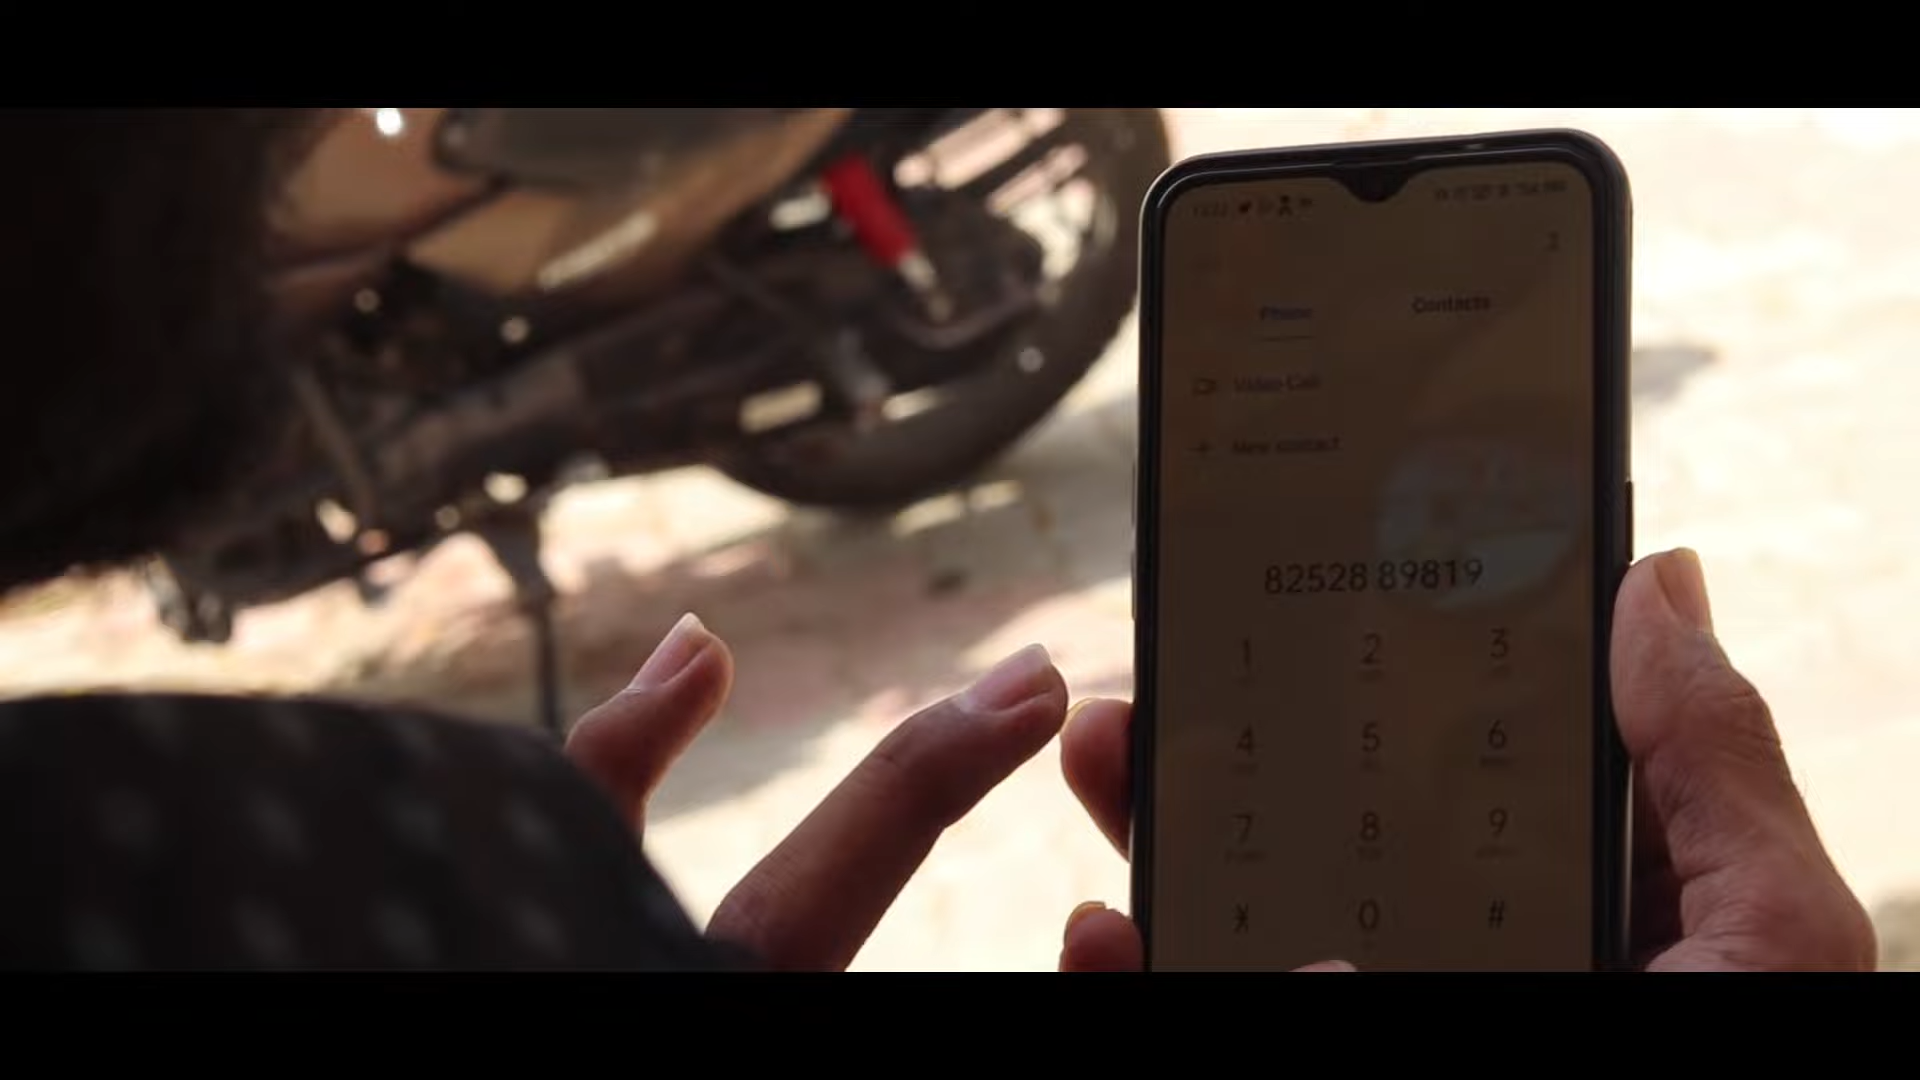 Phone Contacts
Video Call
New contact
82528 89819
1 2 3
4 5 6
7 8 9
* 0 #